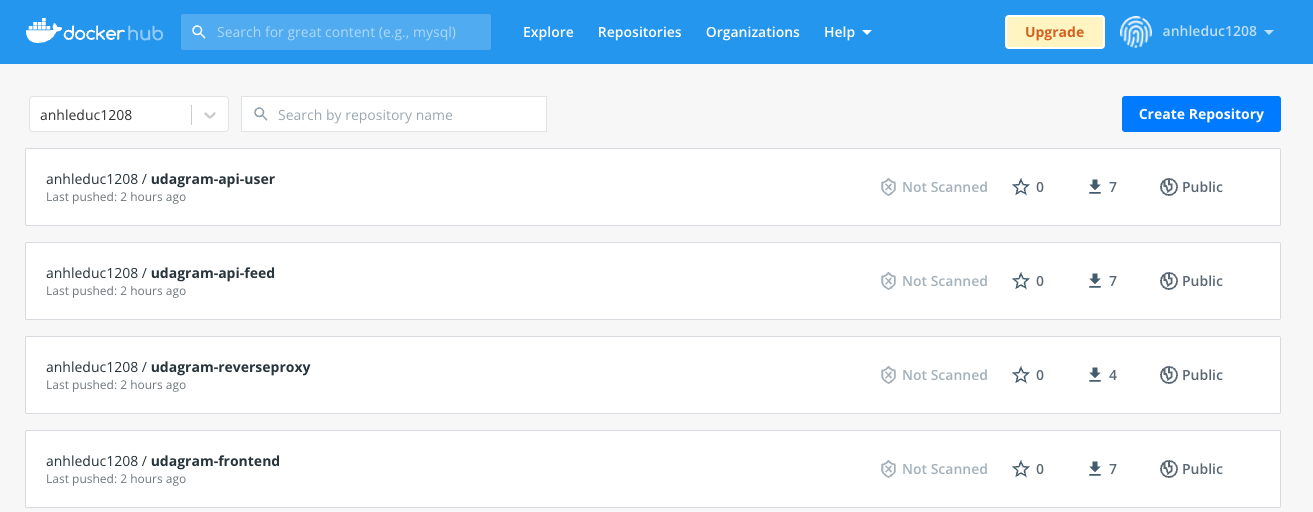 docker hub
Search for great content (e.g., mysql)
Explore
Repositories
Organizations
Help
Upgrade
anhleduc1208
anhleduc1208
Search by repository name
Create Repository
anhleduc1208 / udagram-api-user
Last pushed: 2 hours ago
Not Scanned
0
7
Public
anhleduc1208 / udagram-api-feed
Last pushed: 2 hours ago
Not Scanned
0
7
Public
anhleduc1208 / udagram-reverseproxy
Last pushed: 2 hours ago
Not Scanned
0
4
Public
anhleduc1208 / udagram-frontend
Last pushed: 2 hours ago
Not Scanned
0
7
Public